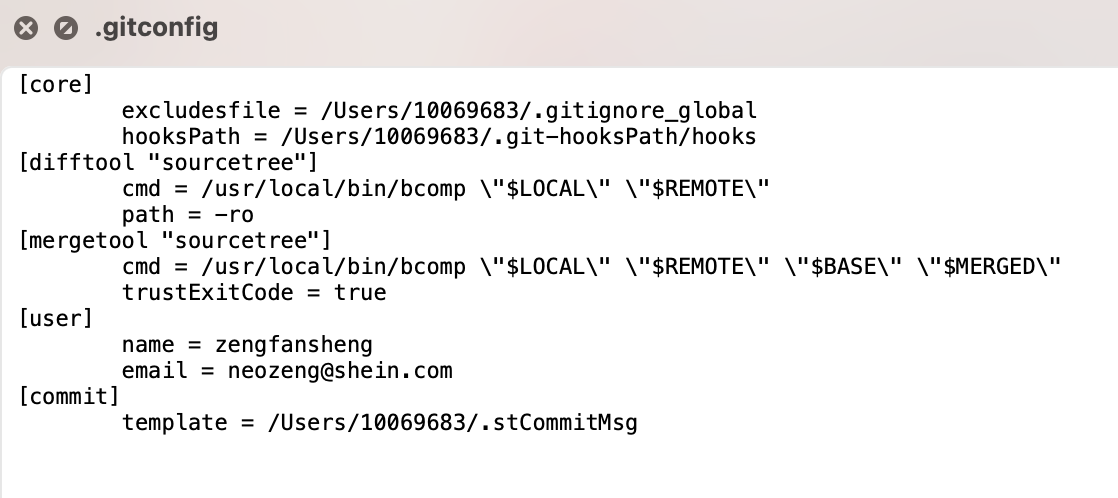 .gitconfig
[core]
excludesfile = /Users/10069683/.gitignore_global
hooksPath = /Users/10069683/.git-hooksPath/hooks
[difftool "sourcetree"]
cmd = /usr/local/bin/bcomp \"$LOCAL\" \"$REMOTE\"
path = -ro
[mergetool "sourcetree"]
cmd = /usr/local/bin/bcomp \"$LOCAL\" \"$REMOTE\" \"$BASE\" \"$MERGED\"
trustExitCode = true
[user]
name = zengfansheng
email = neozeng@shein.com
[commit]
template = /Users/10069683/.stCommitMsg